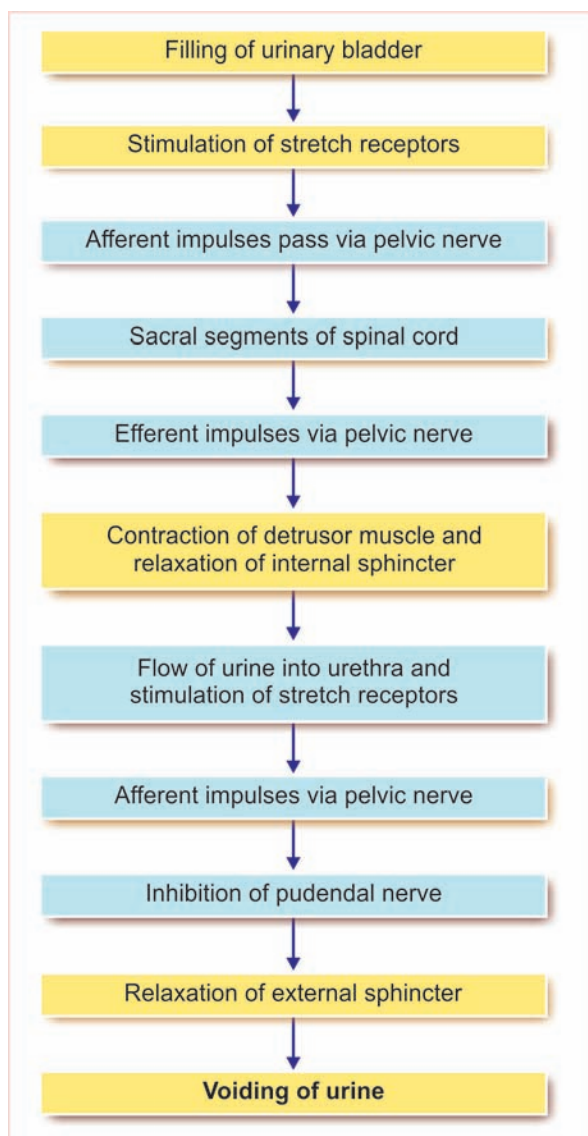 Filling of urinary bladder
Stimulation of stretch receptors
Afferent impulses pass via pelvic nerve
Sacral segments of spinal cord
Efferent impulses via pelvic nerve
Contraction of detrusor muscle and
relaxation of internal sphincter
Flow of urine into urethra and
stimulation of stretch receptors
Afferent impulses via pelvic nerve
Inhibition of pudendal nerve
Relaxation of external sphincter
Voiding of urine